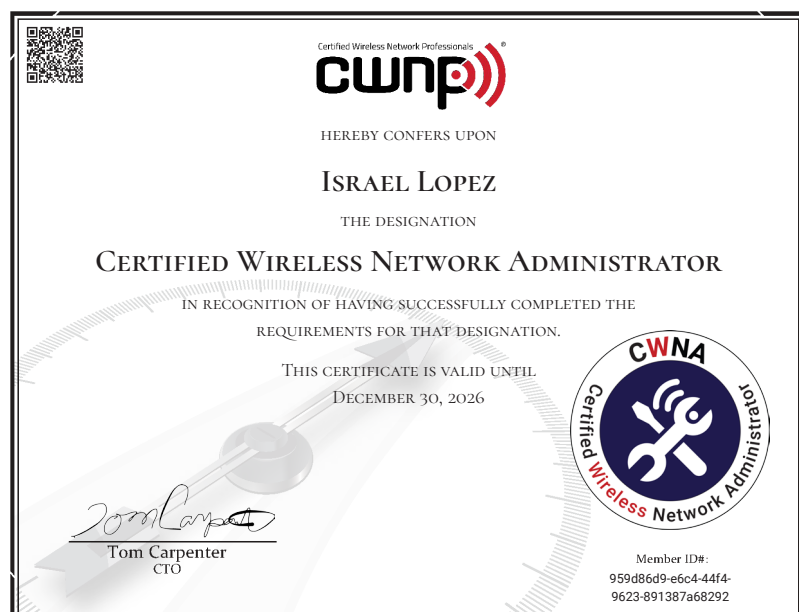 Certified Wireless Network Professionals
cwnp®
HEREBY CONFERS UPON
ISRAEL LOPEZ
THE DESIGNATION
CERTIFIED WIRELESS NETWORK ADMINISTRATOR
IN RECOGNITION OF HAVING SUCCESSFULLY COMPLETED THE
REQUIREMENTS FOR THAT DESIGNATION.
THIS CERTIFICATE IS VALID UNTIL
DECEMBER 30, 2026
CWNA
Certified Wireless Network Administrator
Tom Carpenter
Tom Carpenter
CTO
Member ID#:
959d86d9-e6c4-44f4-
9623-891387a68292